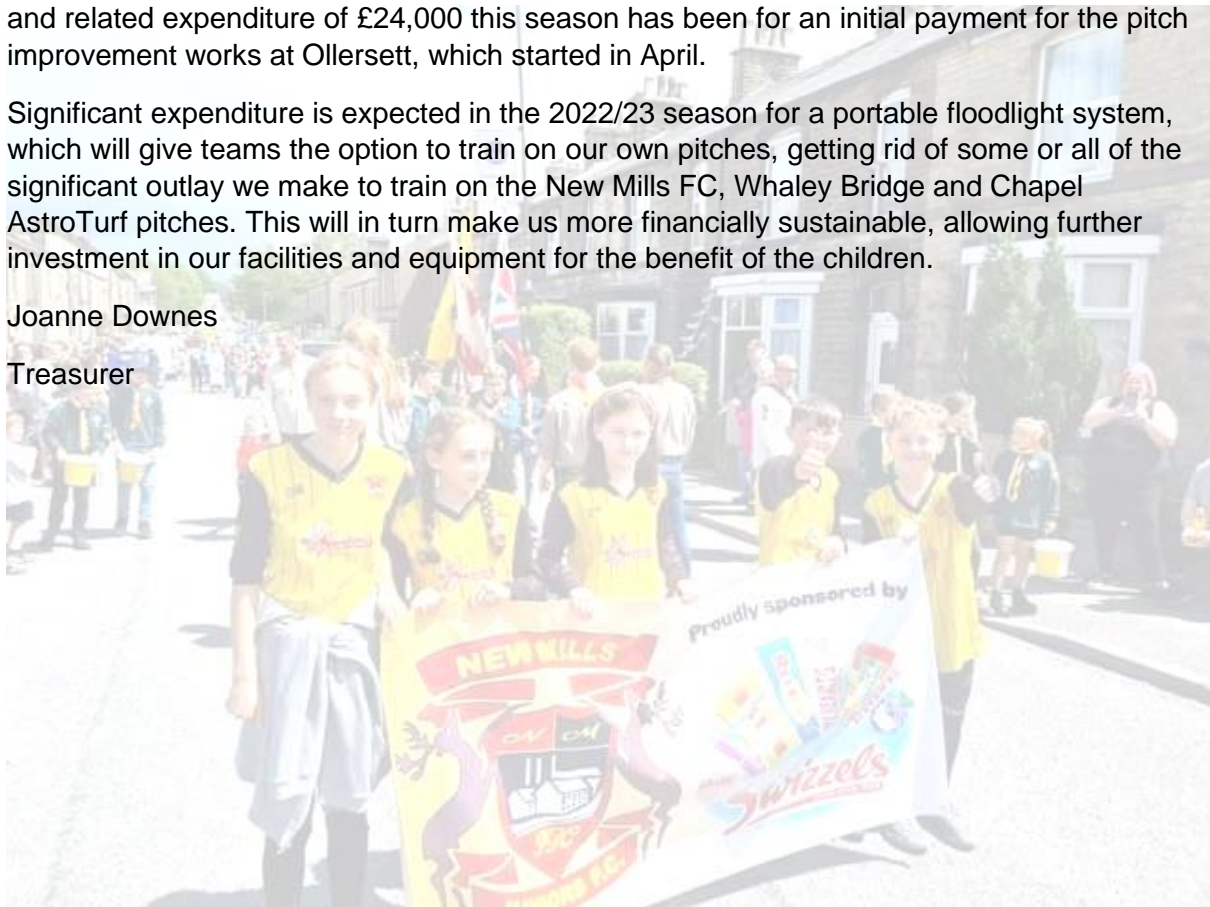 and related expenditure of £24,000 this season has been for an initial payment for the pitch
improvement works at Ollersett, which started in April.
Significant expenditure is expected in the 2022/23 season for a portable floodlight system,
which will give teams the option to train on our own pitches, getting rid of some or all of the
significant outlay we make to train on the New Mills FC, Whaley Bridge and Chapel
AstroTurf pitches. This will in turn make us more financially sustainable, allowing further
investment in our facilities and equipment for the benefit of the children.
Joanne Downes
Treasurer
Proudly sponsored by
NEW MILLS
Swizzels
JUNIORS F.C.